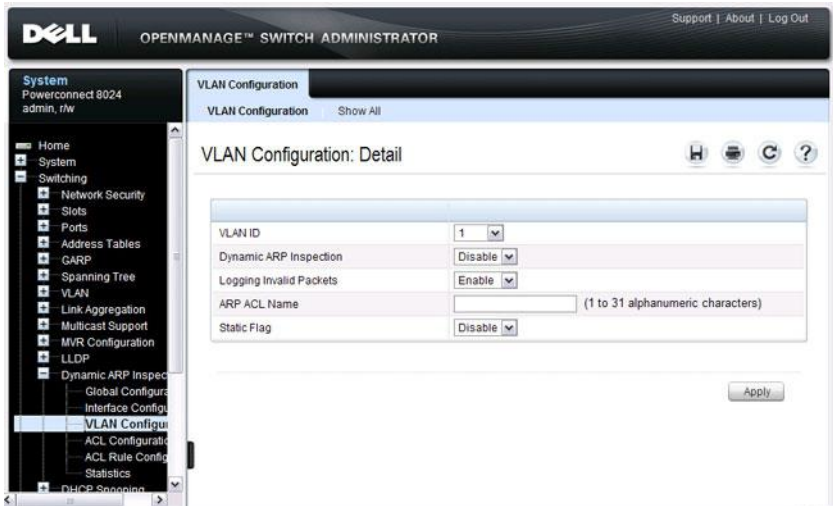 Support | About | Log Out
DELL
OPENMANAGE™ SWITCH ADMINISTRATOR
System
Powerconnect 8024
admin, r/w
Home
System
Switching
Network Security
Slots
Ports
Address Tables
GARP
Spanning Tree
VLAN
Link Aggregation
Multicast Support
MVR Configuration
LLDP
Dynamic ARP Inspec
Global Configura
Interface Configu
VLAN Configur
ACL Configuratio
ACL Rule Config
Statistics
DHCP Snooping
VLAN Configuration
VLAN Configuration Show All
VLAN Configuration: Detail
VLAN ID 1
Dynamic ARP Inspection Disable
Logging Invalid Packets Enable
ARP ACL Name (1 to 31 alphanumeric characters)
Static Flag Disable
Apply